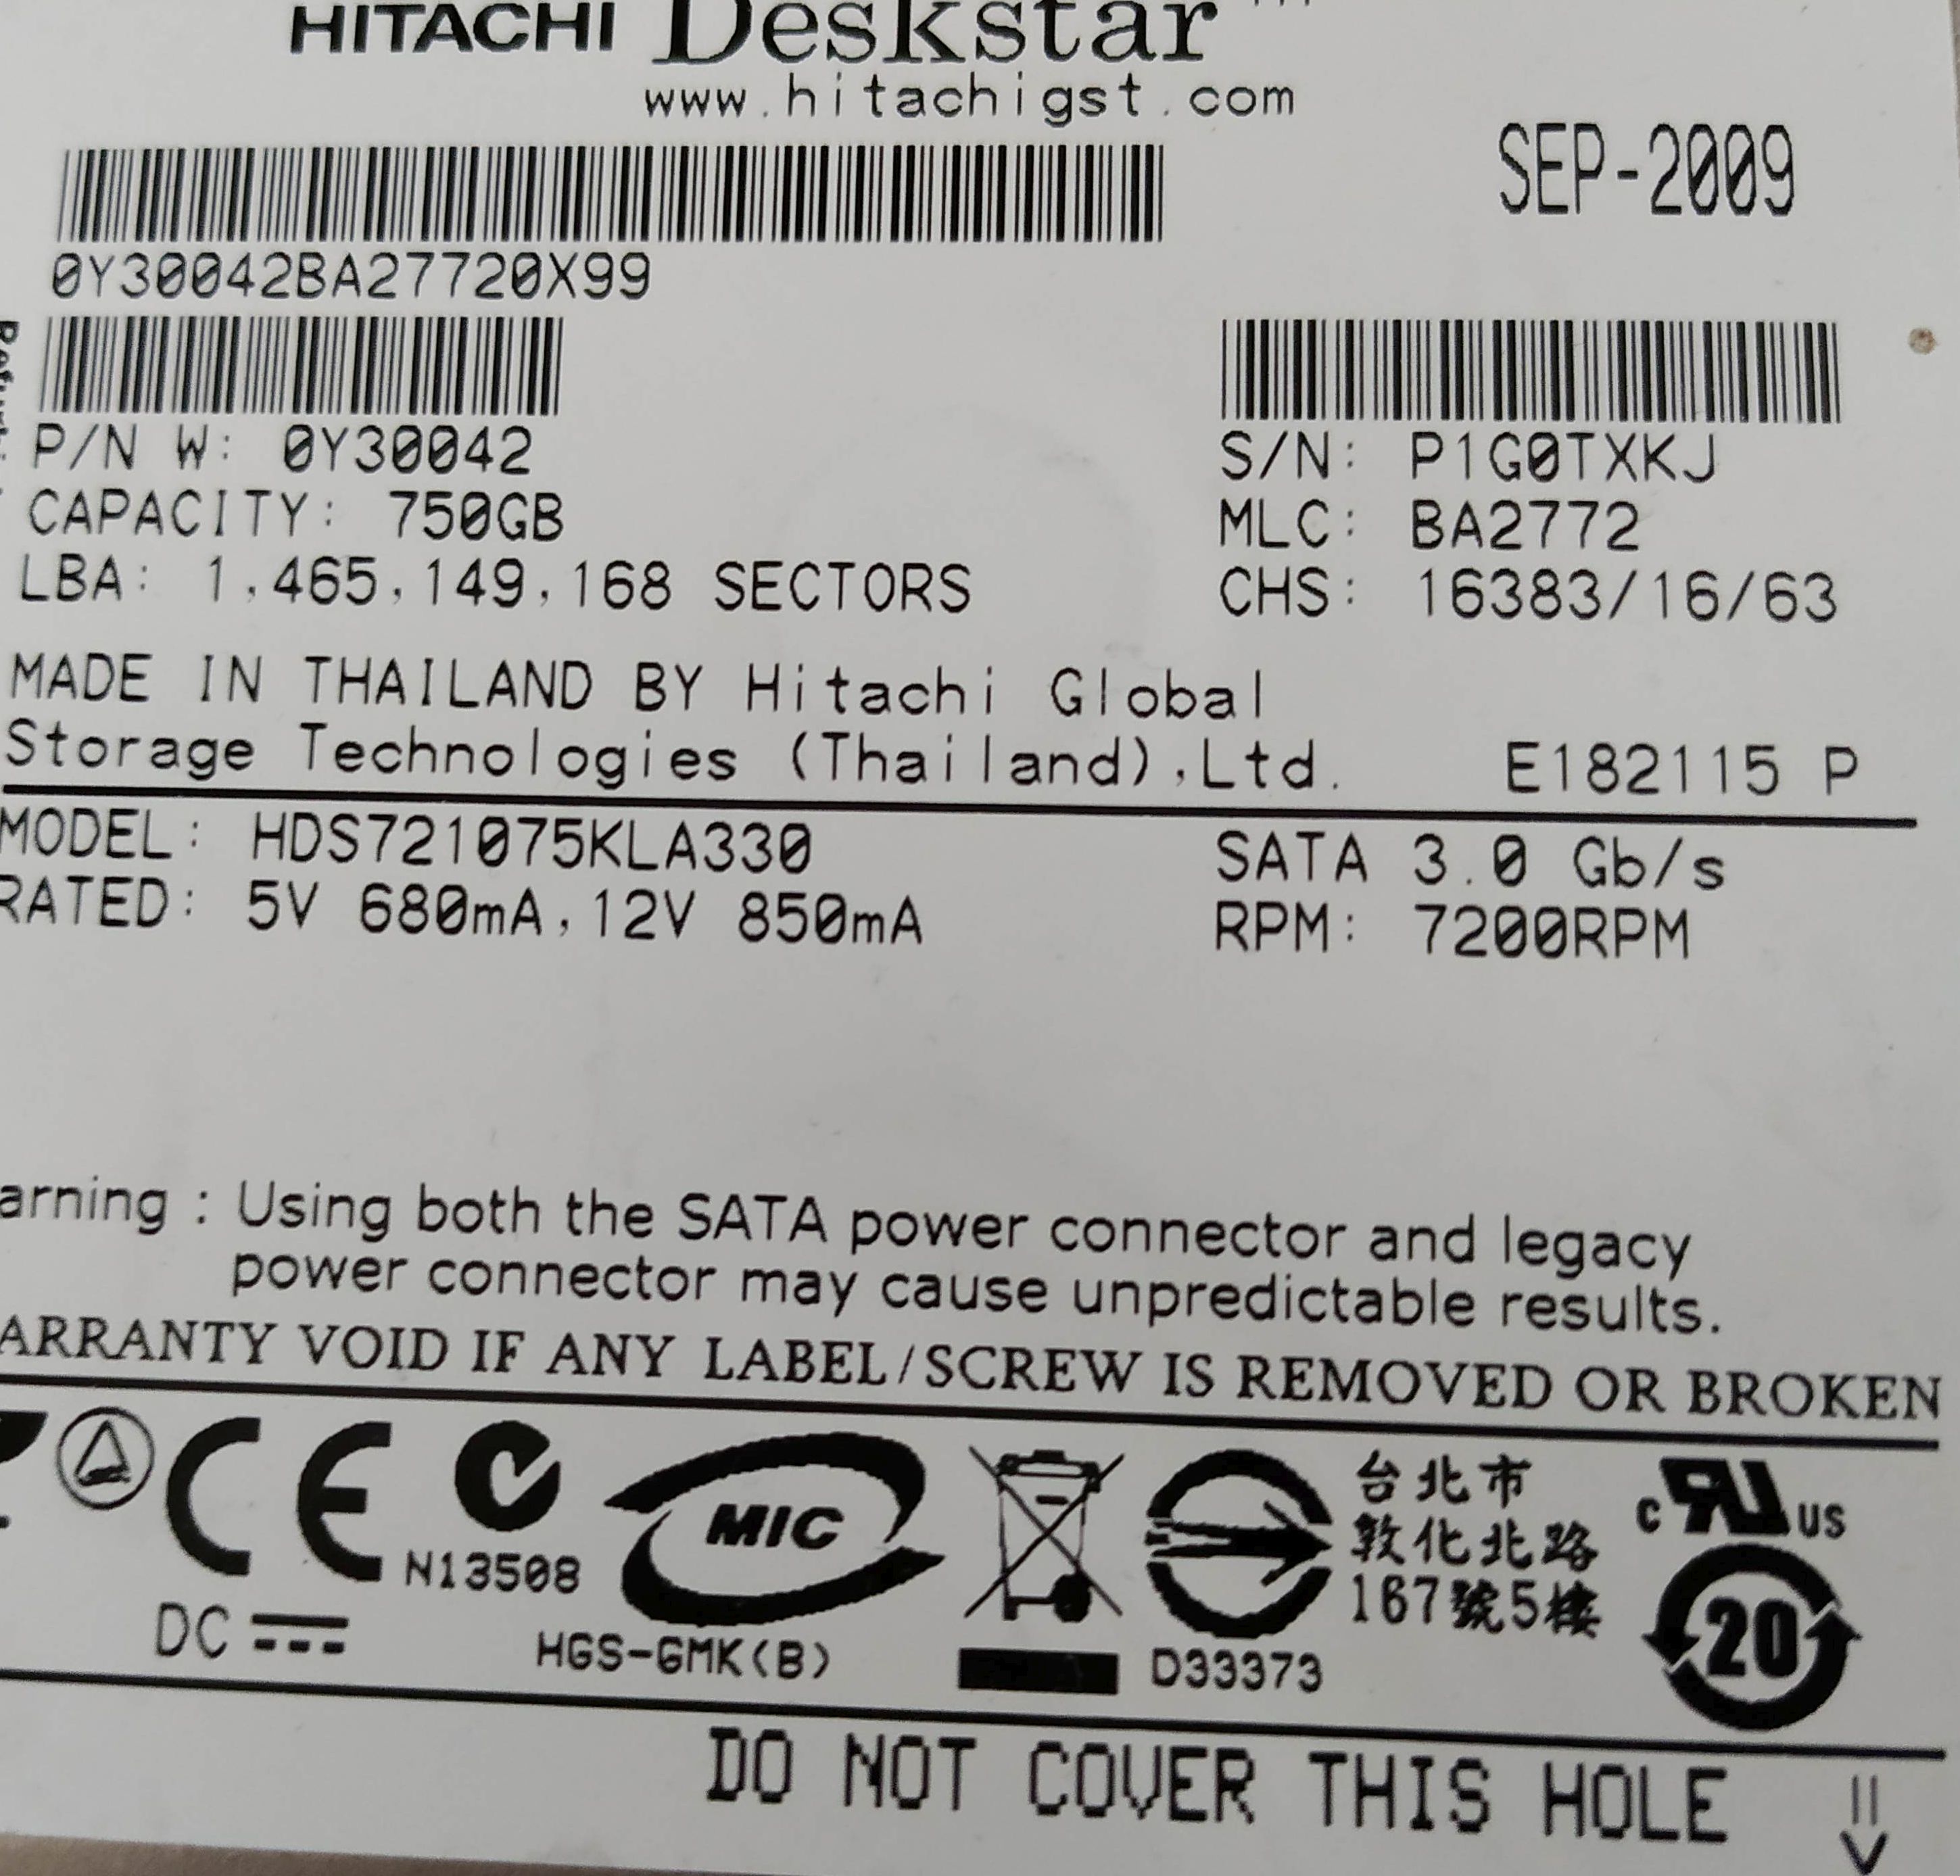 HITACHI Deskstar
www.hitachigst.com
SEP-2009
0Y30042BA27720X99
P/N W: 0Y30042
S/N: P1G0TXKJ
CAPACITY: 750GB
MLC: BA2772
LBA: 1,465,149,168 SECTORS
CHS: 16383/16/63
MADE IN THAILAND BY Hitachi Global
Storage Technologies (Thailand),Ltd.
E182115 P
MODEL: HDS721075KLA330
SATA 3.0 Gb/s
RATED: 5V 680mA,12V 850mA
RPM: 7200RPM
arning : Using both the SATA power connector and legacy
power connector may cause unpredictable results.
ARRANTY VOID IF ANY LABEL/SCREW IS REMOVED OR BROKEN
CE
N13508
MIC
HGS-GMK(B)
DC
D33373
台北市
敦化北路
167號5樓
c RU US
20
DO NOT COVER THIS HOLE